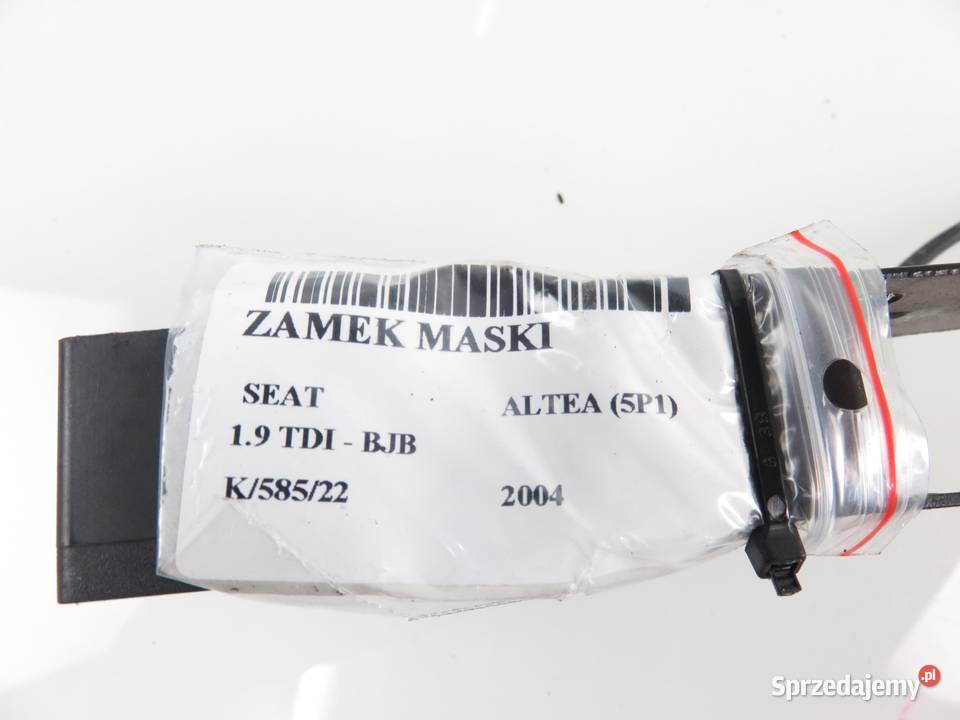 ZAMEK MASKI
SEAT ALTEA (5P1)
1.9 TDI - BJB
K/585/22 2004
Sprzedajemy.pl